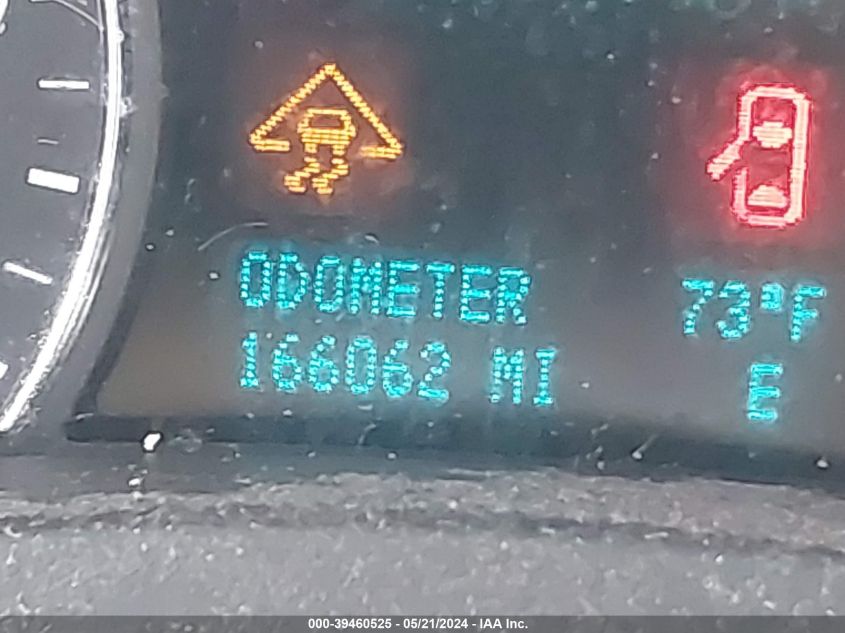 ODOMETER
166062 MI
73°F
E
000-39460525 - 05/21/2024 - IAA Inc.